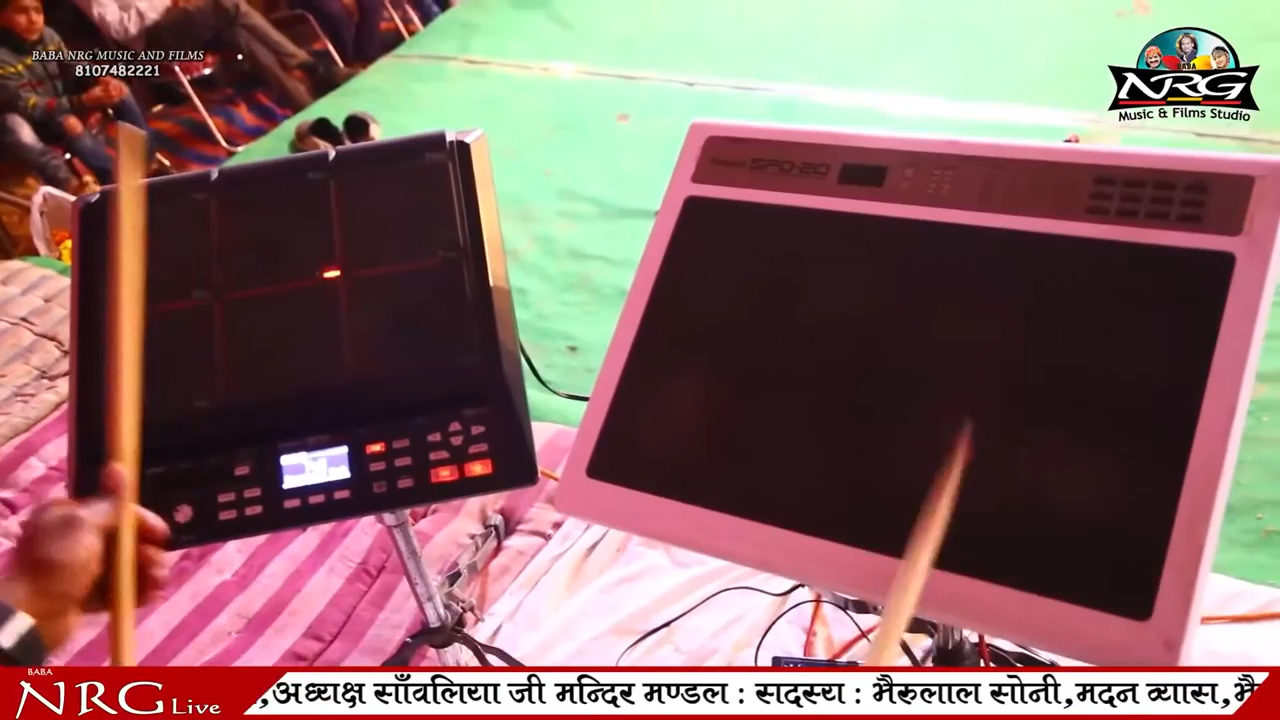 BABA NRG MUSIC AND FILMS
8107482221
BABA
NRG
Music & Films Studio
SPD-20
BABA
NRG Live
,अध्यक्ष साँवलिया जी मन्दिर मण्डल : सदस्य : भैरुलाल सोनी,मदन व्यास,भै